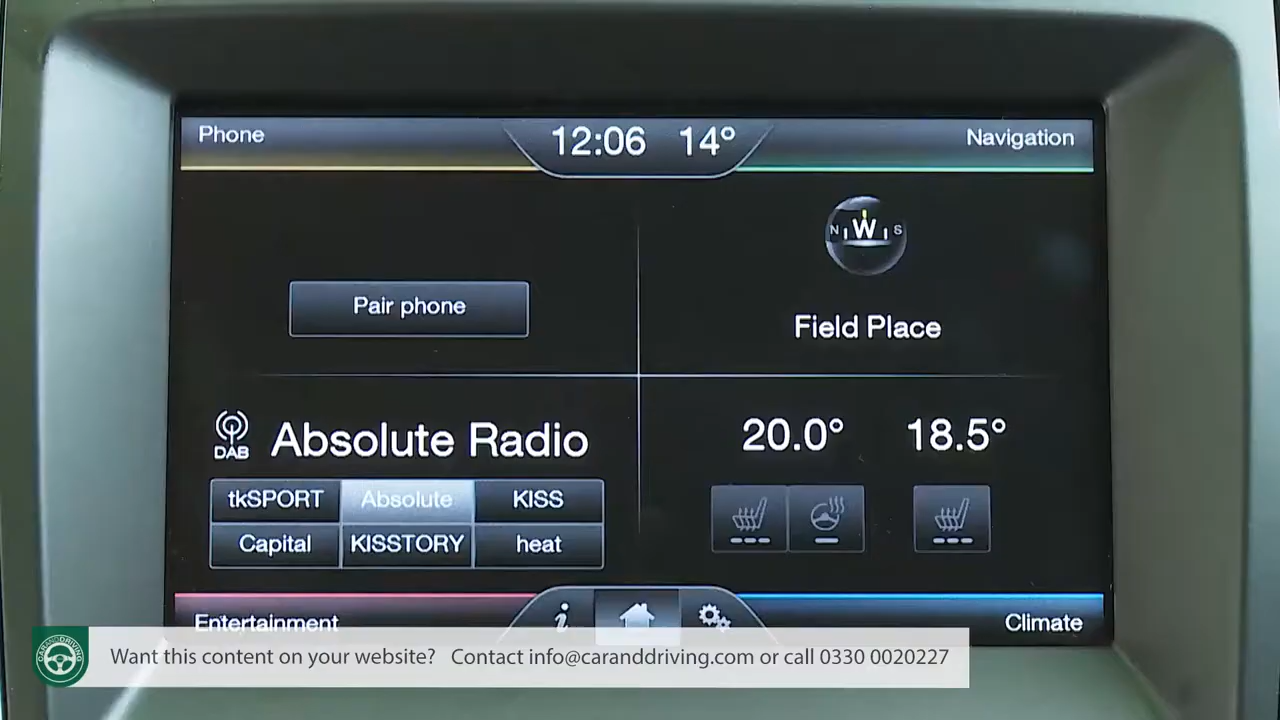 Phone
12:06 14°
Navigation
N W S
Pair phone
Field Place
DAB
Absolute Radio
20.0° 18.5°
tkSPORT Absolute KISS
Capital KISSTORY heat
Entertainment
i
Climate
CARANDDRIVING
Want this content on your website? Contact info@caranddriving.com or call 0330 0020227